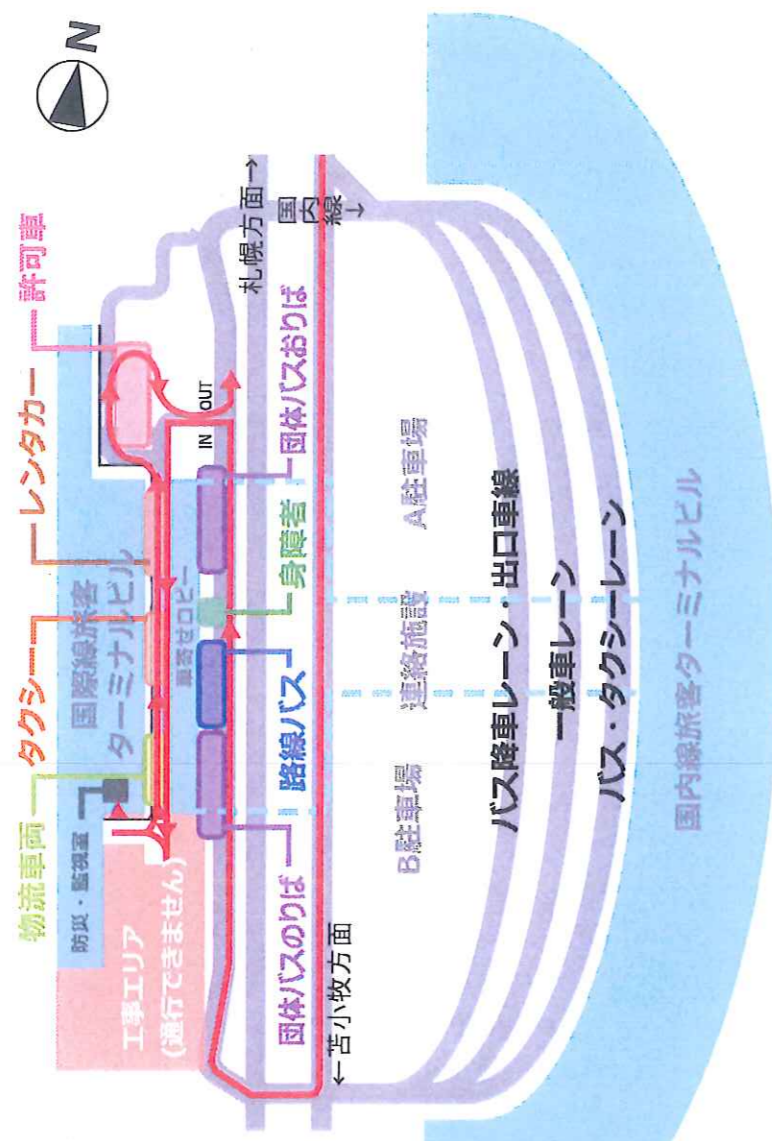 N
物流車両
タクシー
レンタカー
許可車
防災・監視室
国際線旅客
ターミナルビル
車寄せロビー
工事エリア
(通行できません)
IN
OUT
団体バスのりば
路線バス
身障者
団体バスおりば
札幌方面→
国内線→
←苫小牧方面
B駐車場
連絡施設
A駐車場
バス降車レーン・出口車線
一般車レーン
バス・タクシーレーン
国内線旅客ターミナルビル